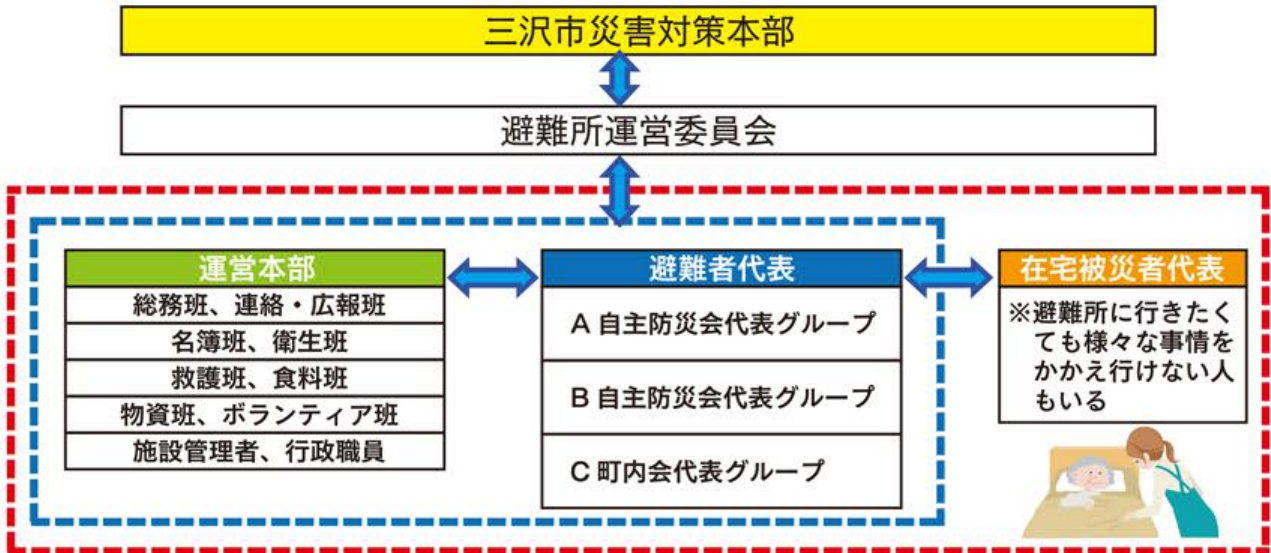 三沢市災害対策本部
避難所運営委員会
運営本部
総務班、連絡・広報班
名簿班、衛生班
救護班、食料班
物資班、ボランティア班
施設管理者、行政職員
避難者代表
A 自主防災会代表グループ
B 自主防災会代表グループ
C 町内会代表グループ
在宅被災者代表
※避難所に行きたく
ても様々な事情を
かかえ行けない人
もいる